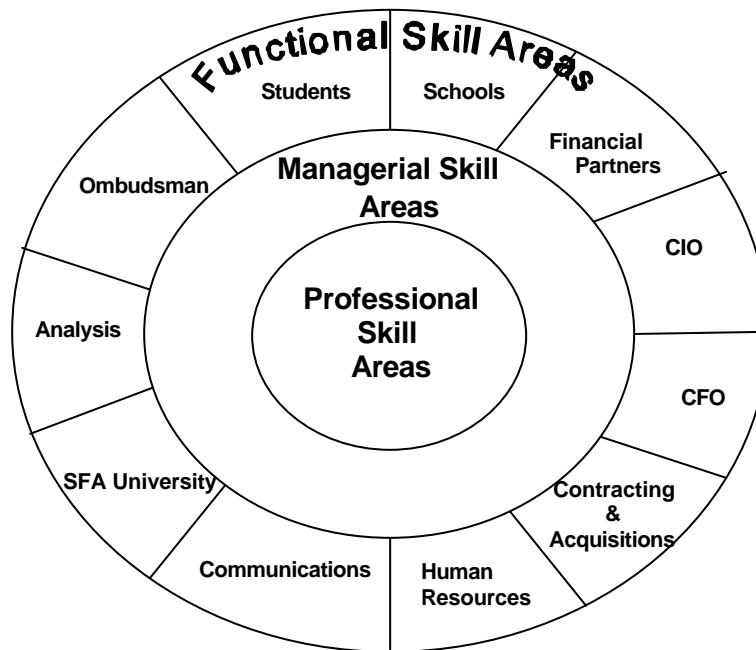 Functional Skill Areas
Students
Schools
Financial
Partners
Ombudsman
Managerial Skill
Areas
CIO
Professional
Skill
Areas
Analysis
CFO
SFA University
Contracting
&
Acquisitions
Communications
Human
Resources